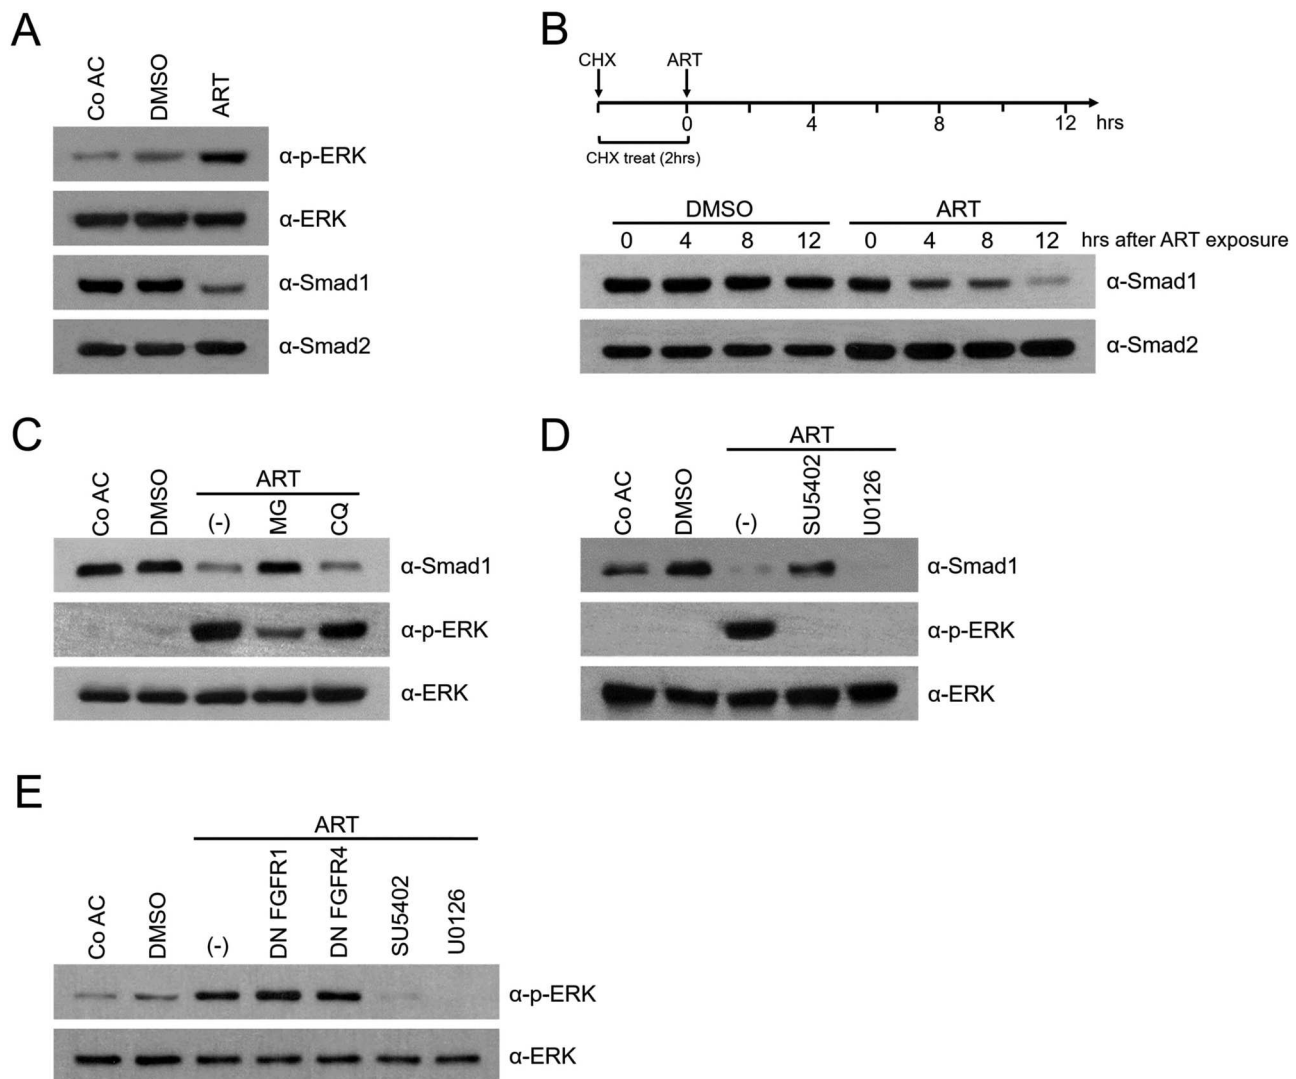 A
Co AC DMSO ART
α-p-ERK
α-ERK
α-Smad1
α-Smad2
B
CHX ART
0 4 8 12 hrs
CHX treat (2hrs)
DMSO ART
0 4 8 12 0 4 8 12 hrs after ART exposure
α-Smad1
α-Smad2
C
ART
Co AC DMSO (-) MG CQ
α-Smad1
α-p-ERK
α-ERK
D
ART
Co AC DMSO (-) SU5402 U0126
α-Smad1
α-p-ERK
α-ERK
E
ART
Co AC DMSO (-) DN FGFR1 DN FGFR4 SU5402 U0126
α-p-ERK
α-ERK